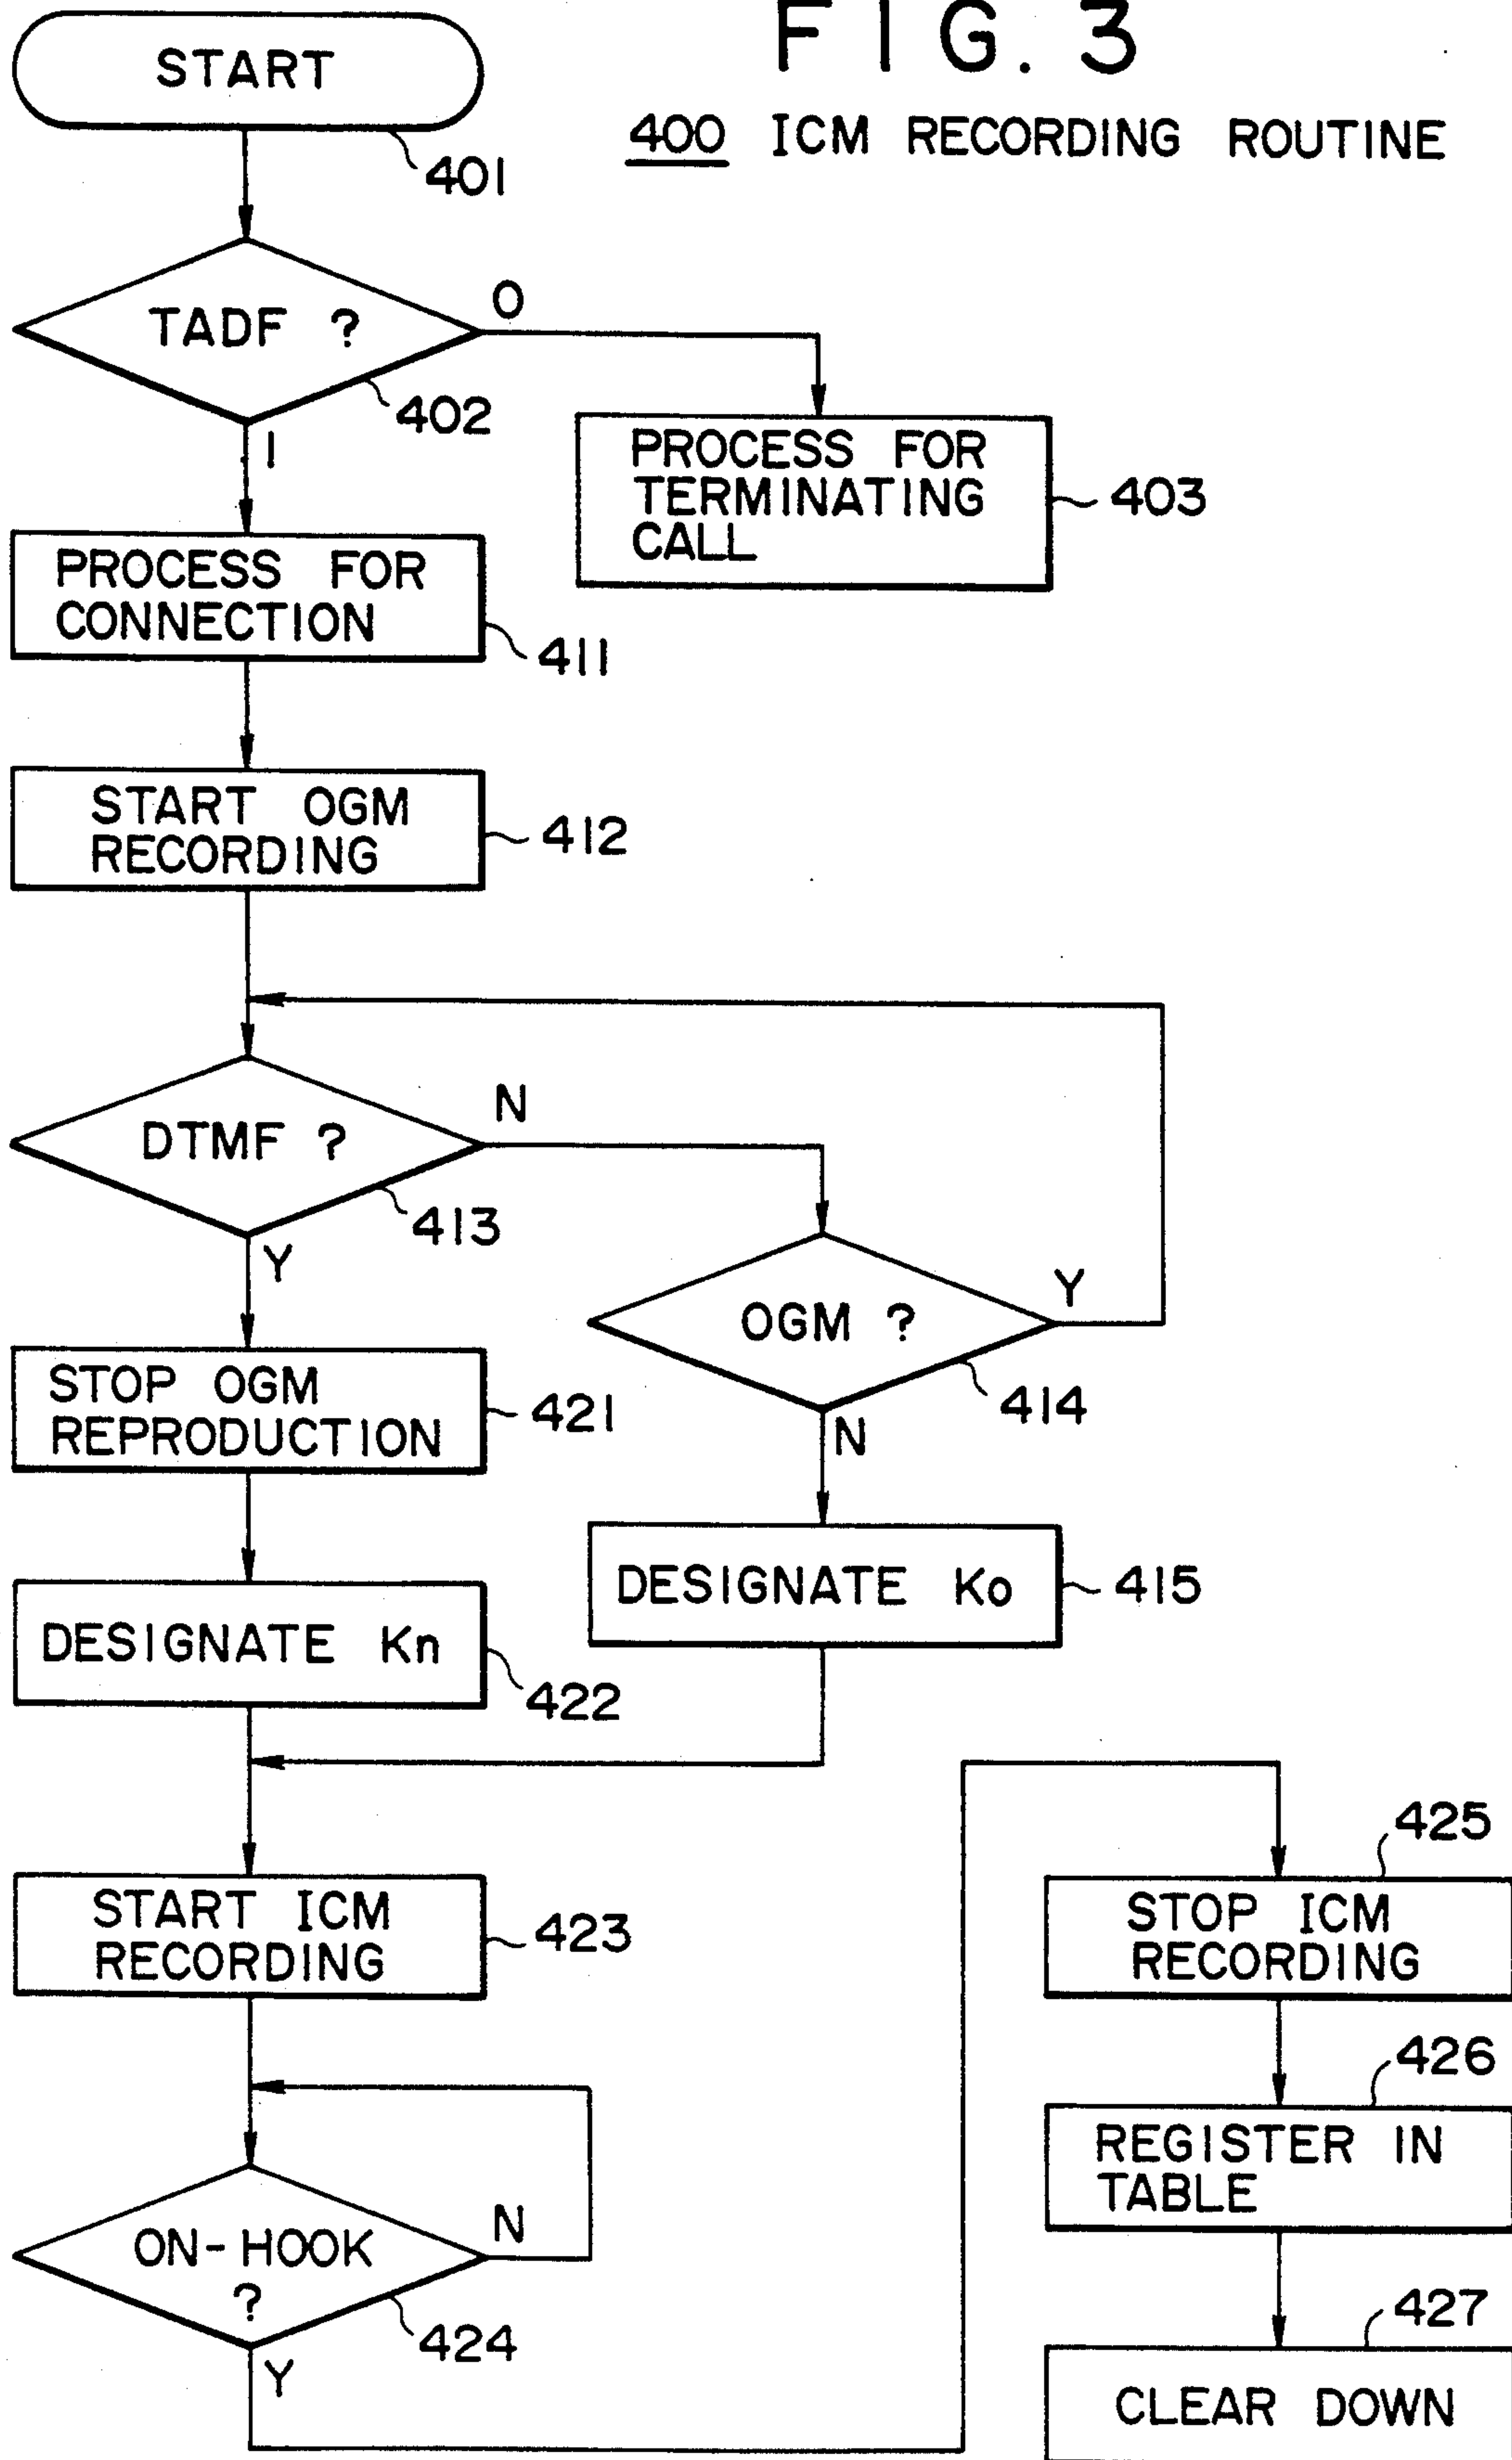 FIG. 3
400 ICM RECORDING ROUTINE
START
401
TADF ?
O
402
1
PROCESS FOR
TERMINATING
CALL
403
PROCESS FOR
CONNECTION
411
START OGM
RECORDING
412
DTMF ?
N
413
Y
OGM ?
Y
414
N
STOP OGM
REPRODUCTION
421
DESIGNATE Ko
415
DESIGNATE Kn
422
START ICM
RECORDING
423
ON-HOOK
?
N
424
Y
425
STOP ICM
RECORDING
426
REGISTER IN
TABLE
427
CLEAR DOWN